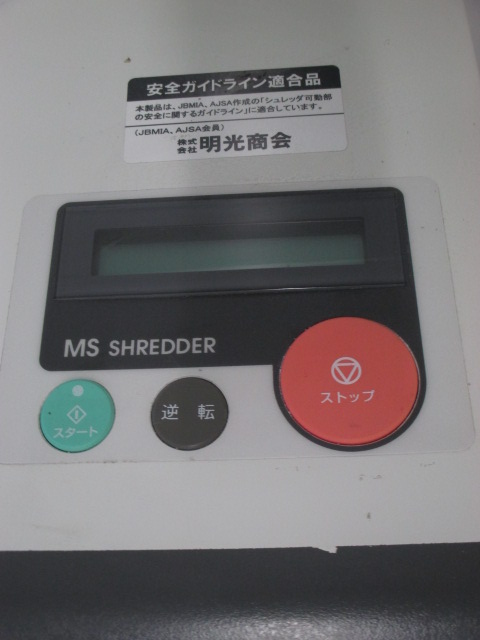 安全ガイドライン適合品
本製品は、JBMIA、AJSA作成の「シュレッダ可動部
の安全に関するガイドライン」に適合しています。
(JBMIA、AJSA会員)
株式会社 明光商会
MS SHREDDER
スタート
逆 転
ストップ